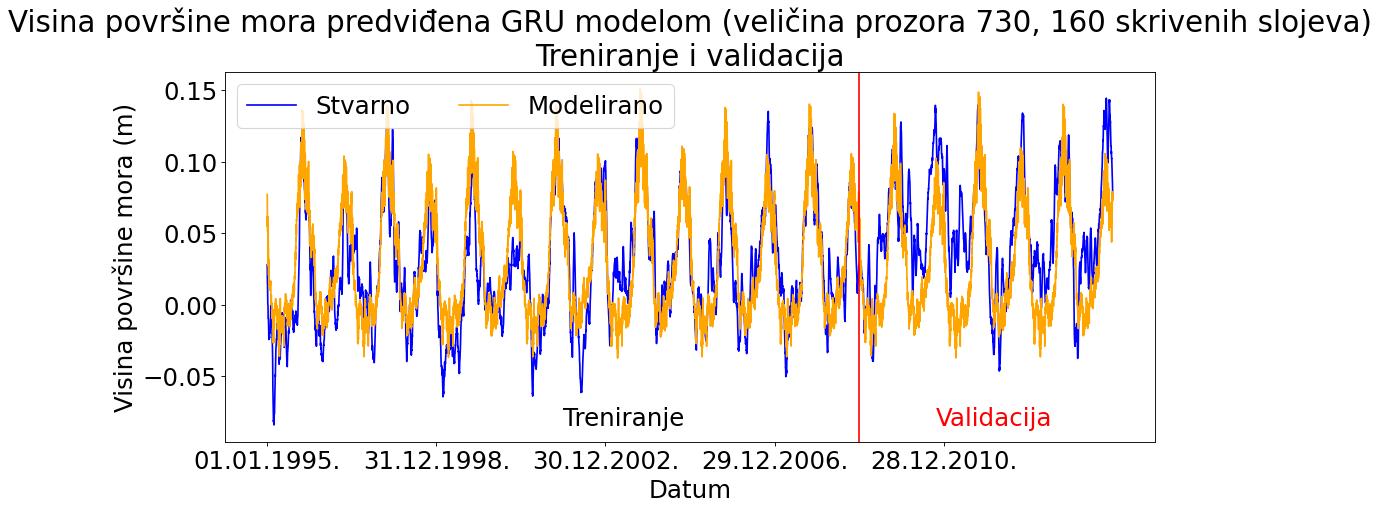 Visina površine mora predviđena GRU modelom (veličina prozora 730, 160 skrivenih slojeva)
Treniranje i validacija
Stvarno
Modelirano
0.15
0.10
0.05
0.00
−0.05
Visina površine mora (m)
Treniranje
Validacija
01.01.1995.
31.12.1998.
30.12.2002.
29.12.2006.
28.12.2010.
Datum